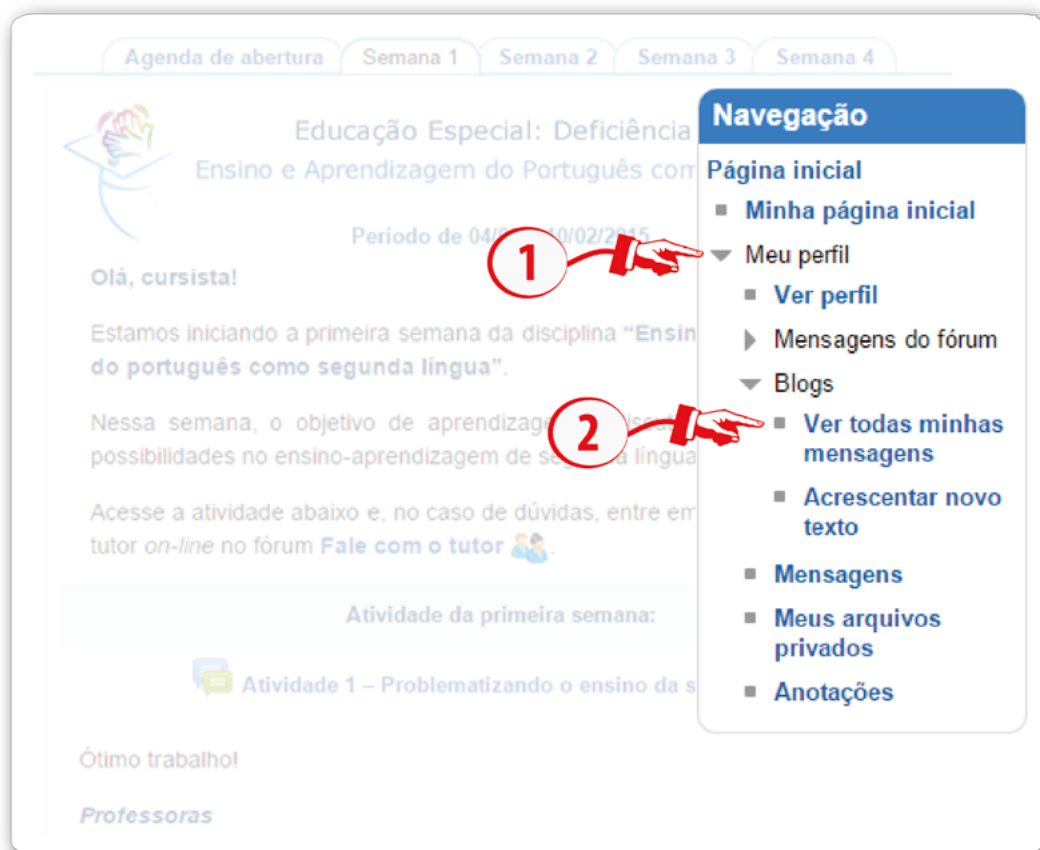 Agenda de abertura Semana 1 Semana 2 Semana 3 Semana 4
Educação Especial: Deficiência
Ensino e Aprendizagem do Português com
Período de 04/ 10/02/2015
Olá, cursista!
Estamos iniciando a primeira semana da disciplina “Ensin
do português como segunda língua”.
Nessa semana, o objetivo de aprendizage
possibilidades no ensino-aprendizagem de se a língua
Acesse a atividade abaixo e, no caso de dúvidas, entre em
tutor on-line no fórum Fale com o tutor .
Atividade da primeira semana:
Atividade 1 – Problematizando o ensino da s
Ótimo trabalho!
Professoras
Navegação
Página inicial
Minha página inicial
1
Meu perfil
Ver perfil
Mensagens do fórum
Blogs
2
Ver todas minhas
mensagens
Acrescentar novo
texto
Mensagens
Meus arquivos
privados
Anotações